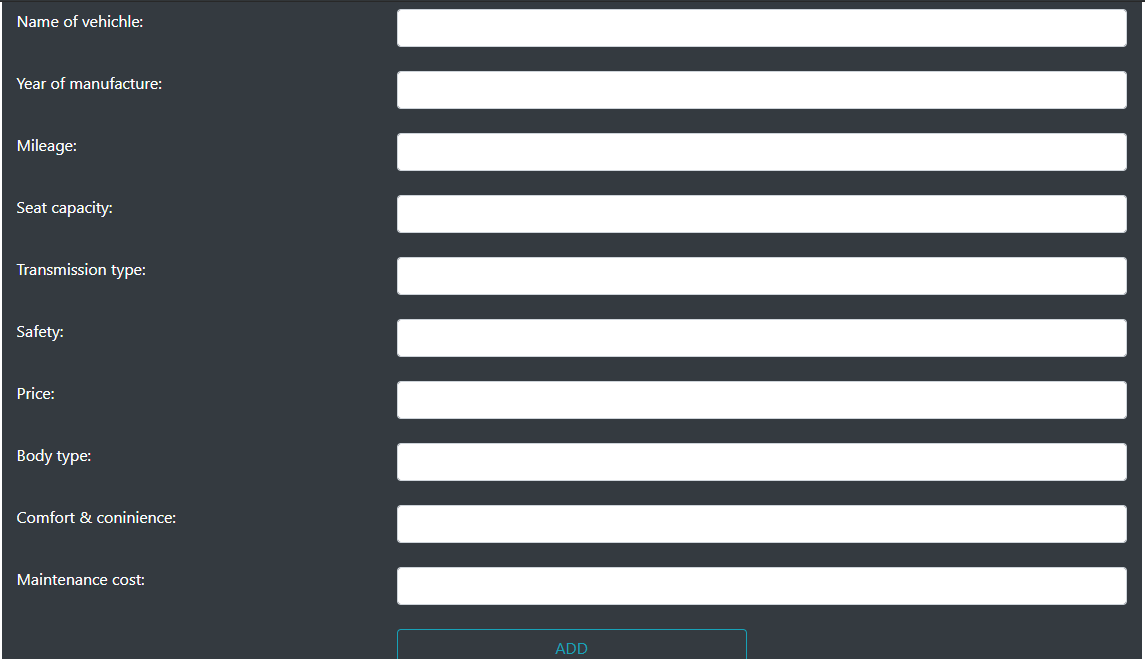 Name of vehichle:
Year of manufacture:
Mileage:
Seat capacity:
Transmission type:
Safety:
Price:
Body type:
Comfort & coninience:
Maintenance cost:
ADD